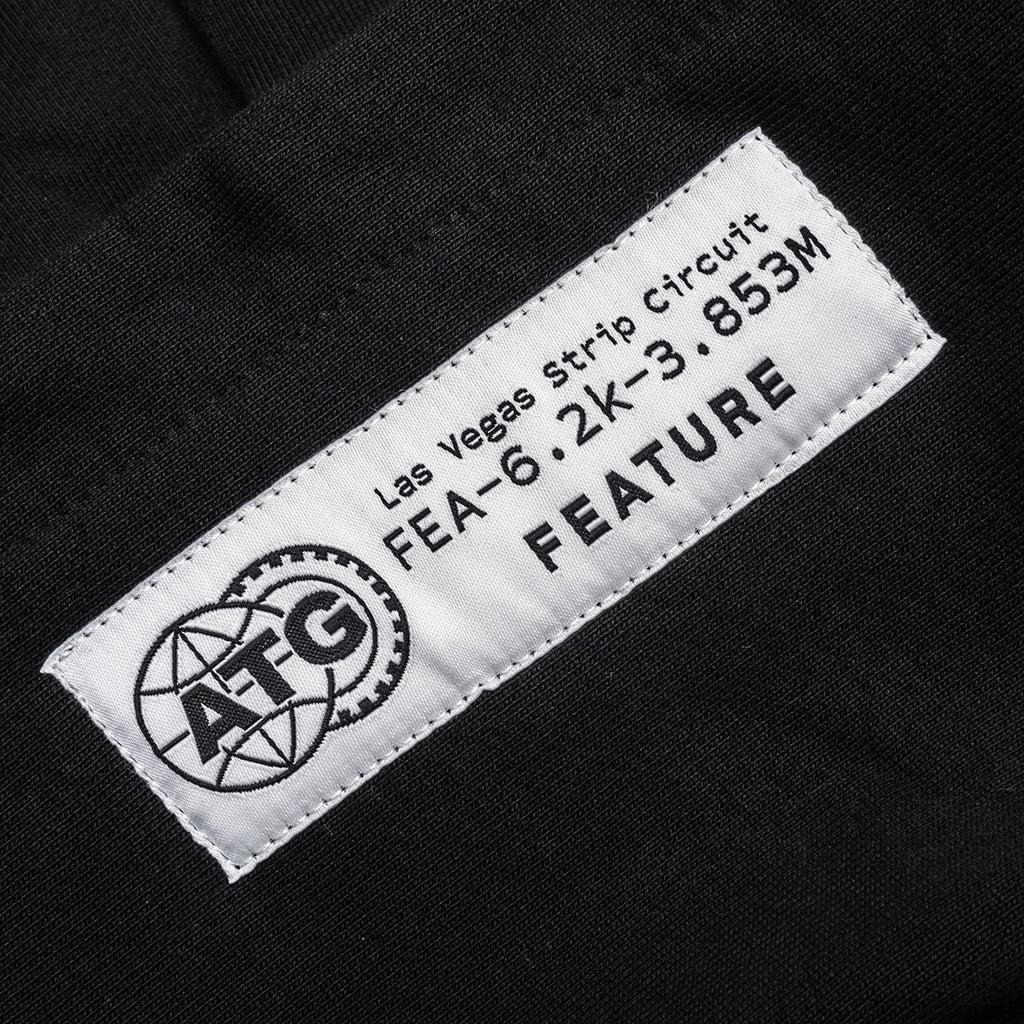 Las Vegas Strip Circuit
FEA-6.2k-3.853M
FEATURE
ATG